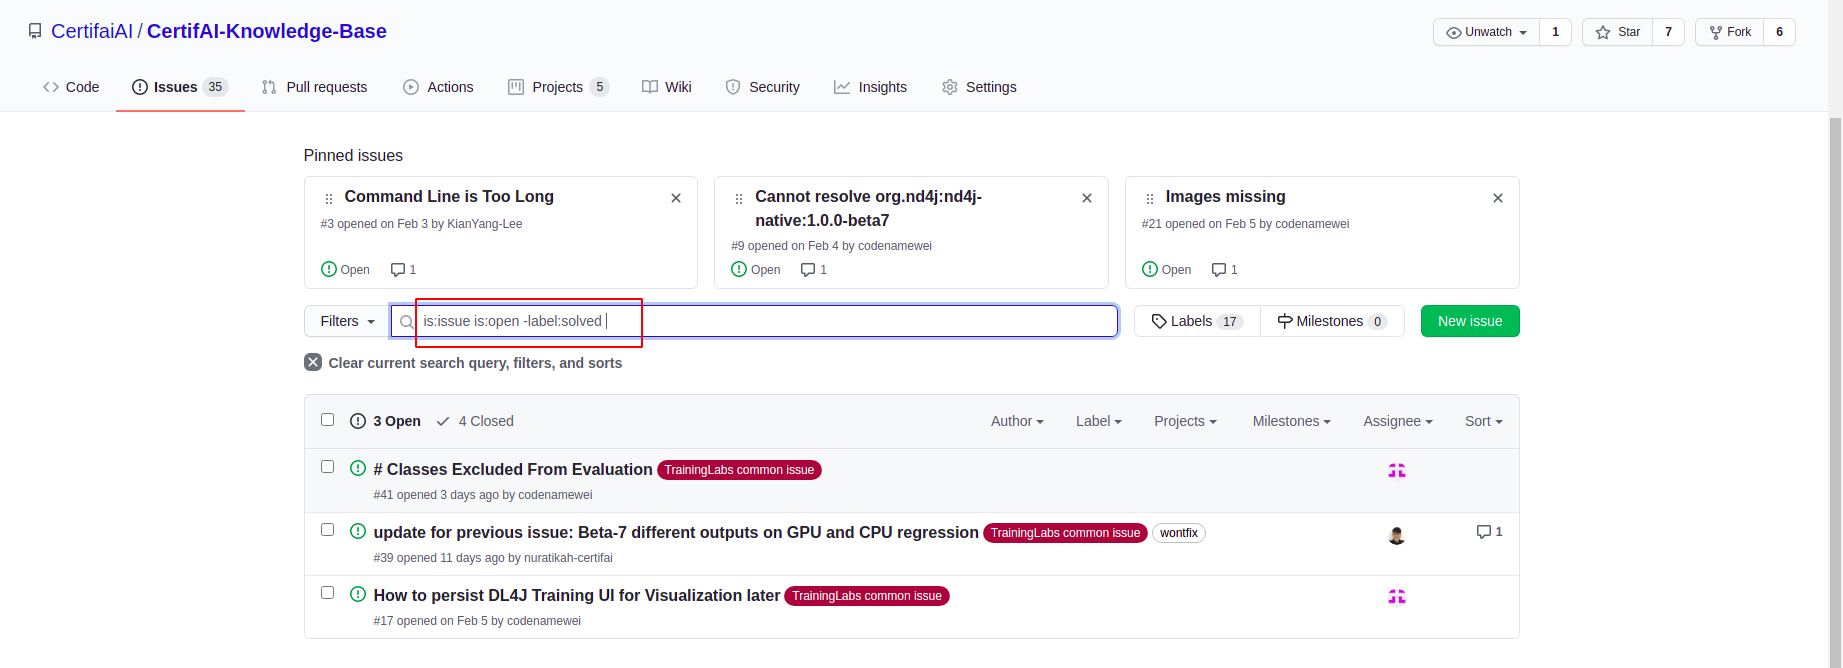 CertifaiAI / CertifAI-Knowledge-Base
Unwatch 1 Star 7 Fork 6
Code Issues 35 Pull requests Actions Projects 5 Wiki Security Insights Settings
Pinned issues
Command Line is Too Long
#3 opened on Feb 3 by KianYang-Lee
Open 1
Cannot resolve org.nd4j:nd4j-
native:1.0.0-beta7
#9 opened on Feb 4 by codenamewei
Open 1
Images missing
#21 opened on Feb 5 by codenamewei
Open 1
Filters is:issue is:open -label:solved Labels 17 Milestones 0 New issue
Clear current search query, filters, and sorts
3 Open 4 Closed Author Label Projects Milestones Assignee Sort
# Classes Excluded From Evaluation TrainingLabs common issue
#41 opened 3 days ago by codenamewei
update for previous issue: Beta-7 different outputs on GPU and CPU regression TrainingLabs common issue wontfix 1
#39 opened 11 days ago by nuratikah-certifai
How to persist DL4J Training UI for Visualization later TrainingLabs common issue
#17 opened on Feb 5 by codenamewei